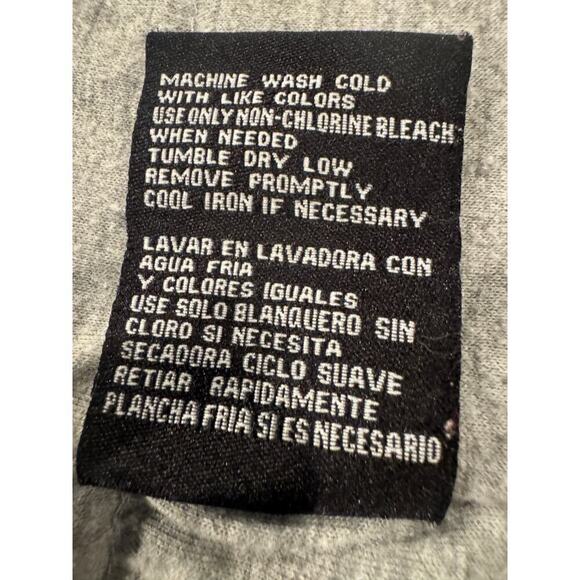 MACHINE WASH COLD
WITH LIKE COLORS
USE ONLY NON-CHLORINE BLEACH
WHEN NEEDED
TUMBLE DRY LOW
REMOVE PROMPTLY
COOL IRON IF NECESSARY
LAVAR EN LAVADORA CON
AGUA FRIA
Y COLORES IGUALES
USE SOLO BLANQUERO SIN
CLORO SI NECESITA
SECADORA CICLO SUAVE
RETIAR RAPIDAMENTE
PLANCHA FRIA SI ES NECESARIO